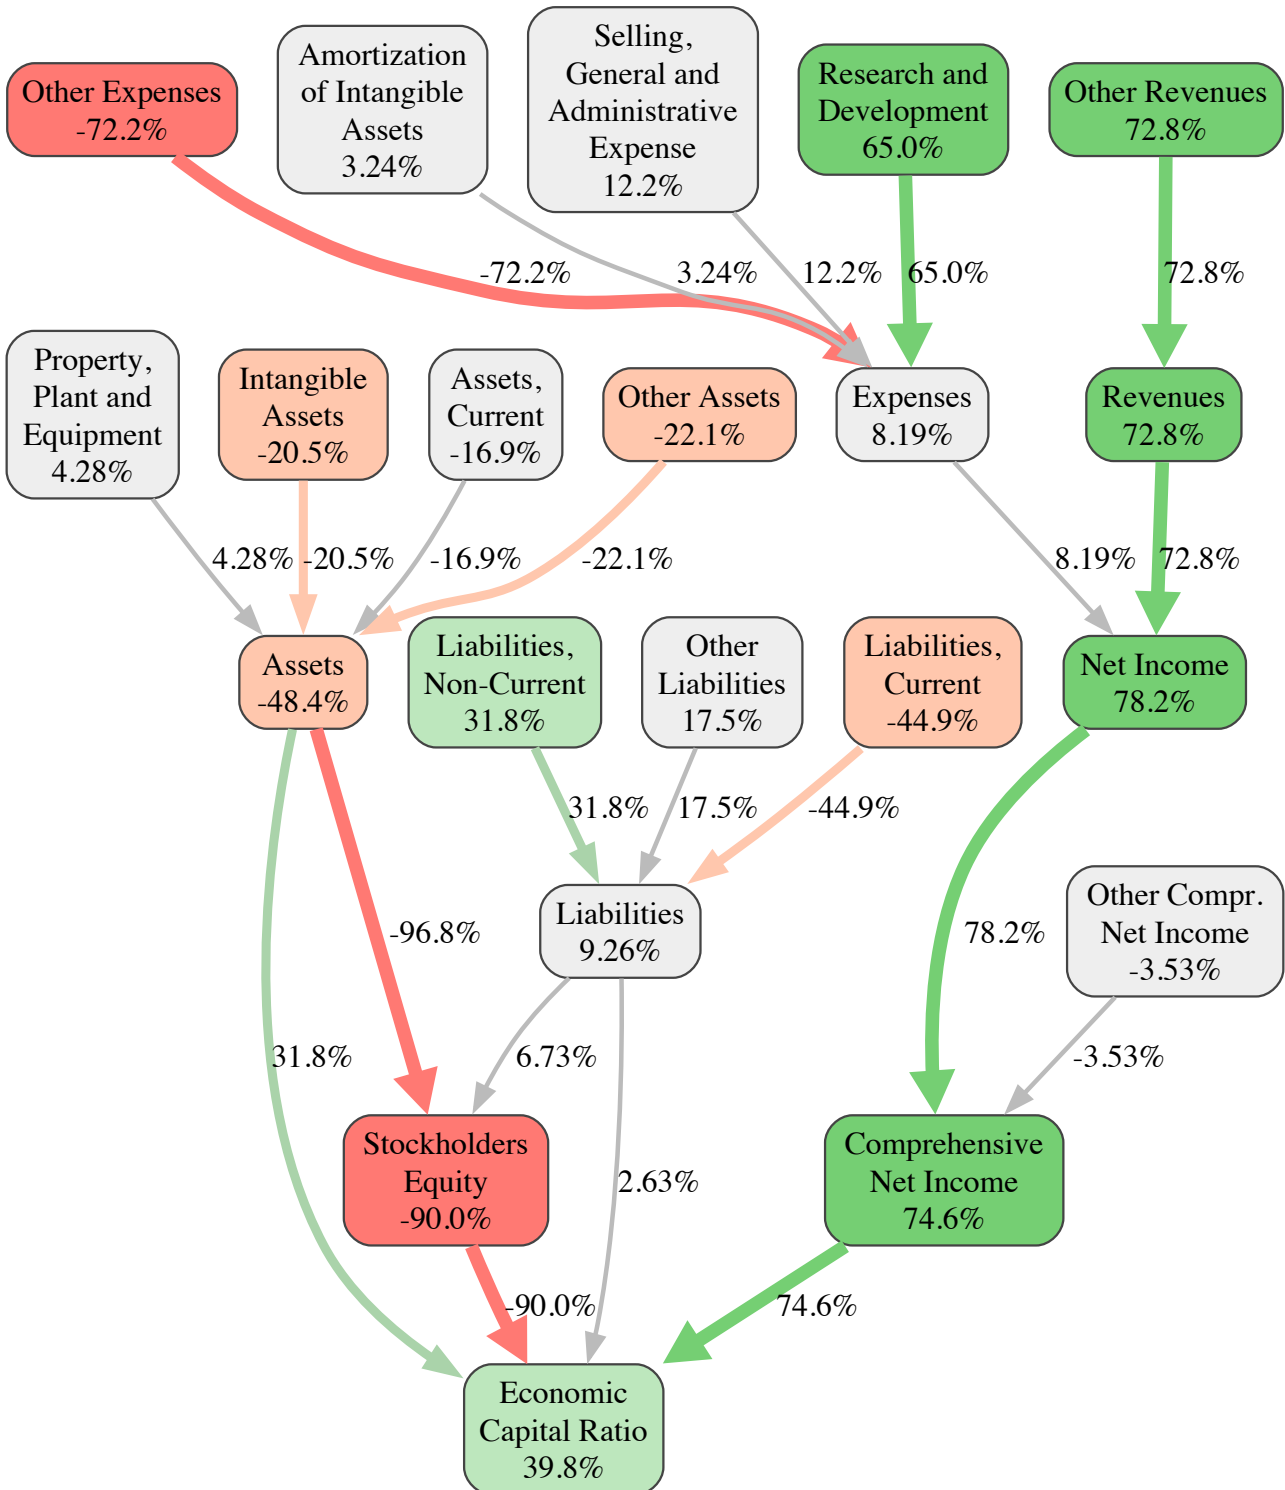 Other Expenses
-72.2%
Amortization
of Intangible
Assets
3.24%
Selling,
General and
Administrative
Expense
12.2%
Research and
Development
65.0%
Other Revenues
72.8%
-72.2%
3.24%
12.2%
65.0%
72.8%
Property,
Plant and
Equipment
4.28%
Intangible
Assets
-20.5%
Assets,
Current
-16.9%
Other Assets
-22.1%
Expenses
8.19%
Revenues
72.8%
4.28%
-20.5%
-16.9%
-22.1%
8.19%
72.8%
Assets
-48.4%
Liabilities,
Non-Current
31.8%
Other
Liabilities
17.5%
Liabilities,
Current
-44.9%
Net Income
78.2%
31.8%
17.5%
-44.9%
Liabilities
9.26%
Other Compr.
Net Income
-3.53%
-96.8%
78.2%
31.8%
6.73%
-3.53%
Stockholders
Equity
-90.0%
2.63%
Comprehensive
Net Income
74.6%
-90.0%
74.6%
Economic
Capital Ratio
39.8%